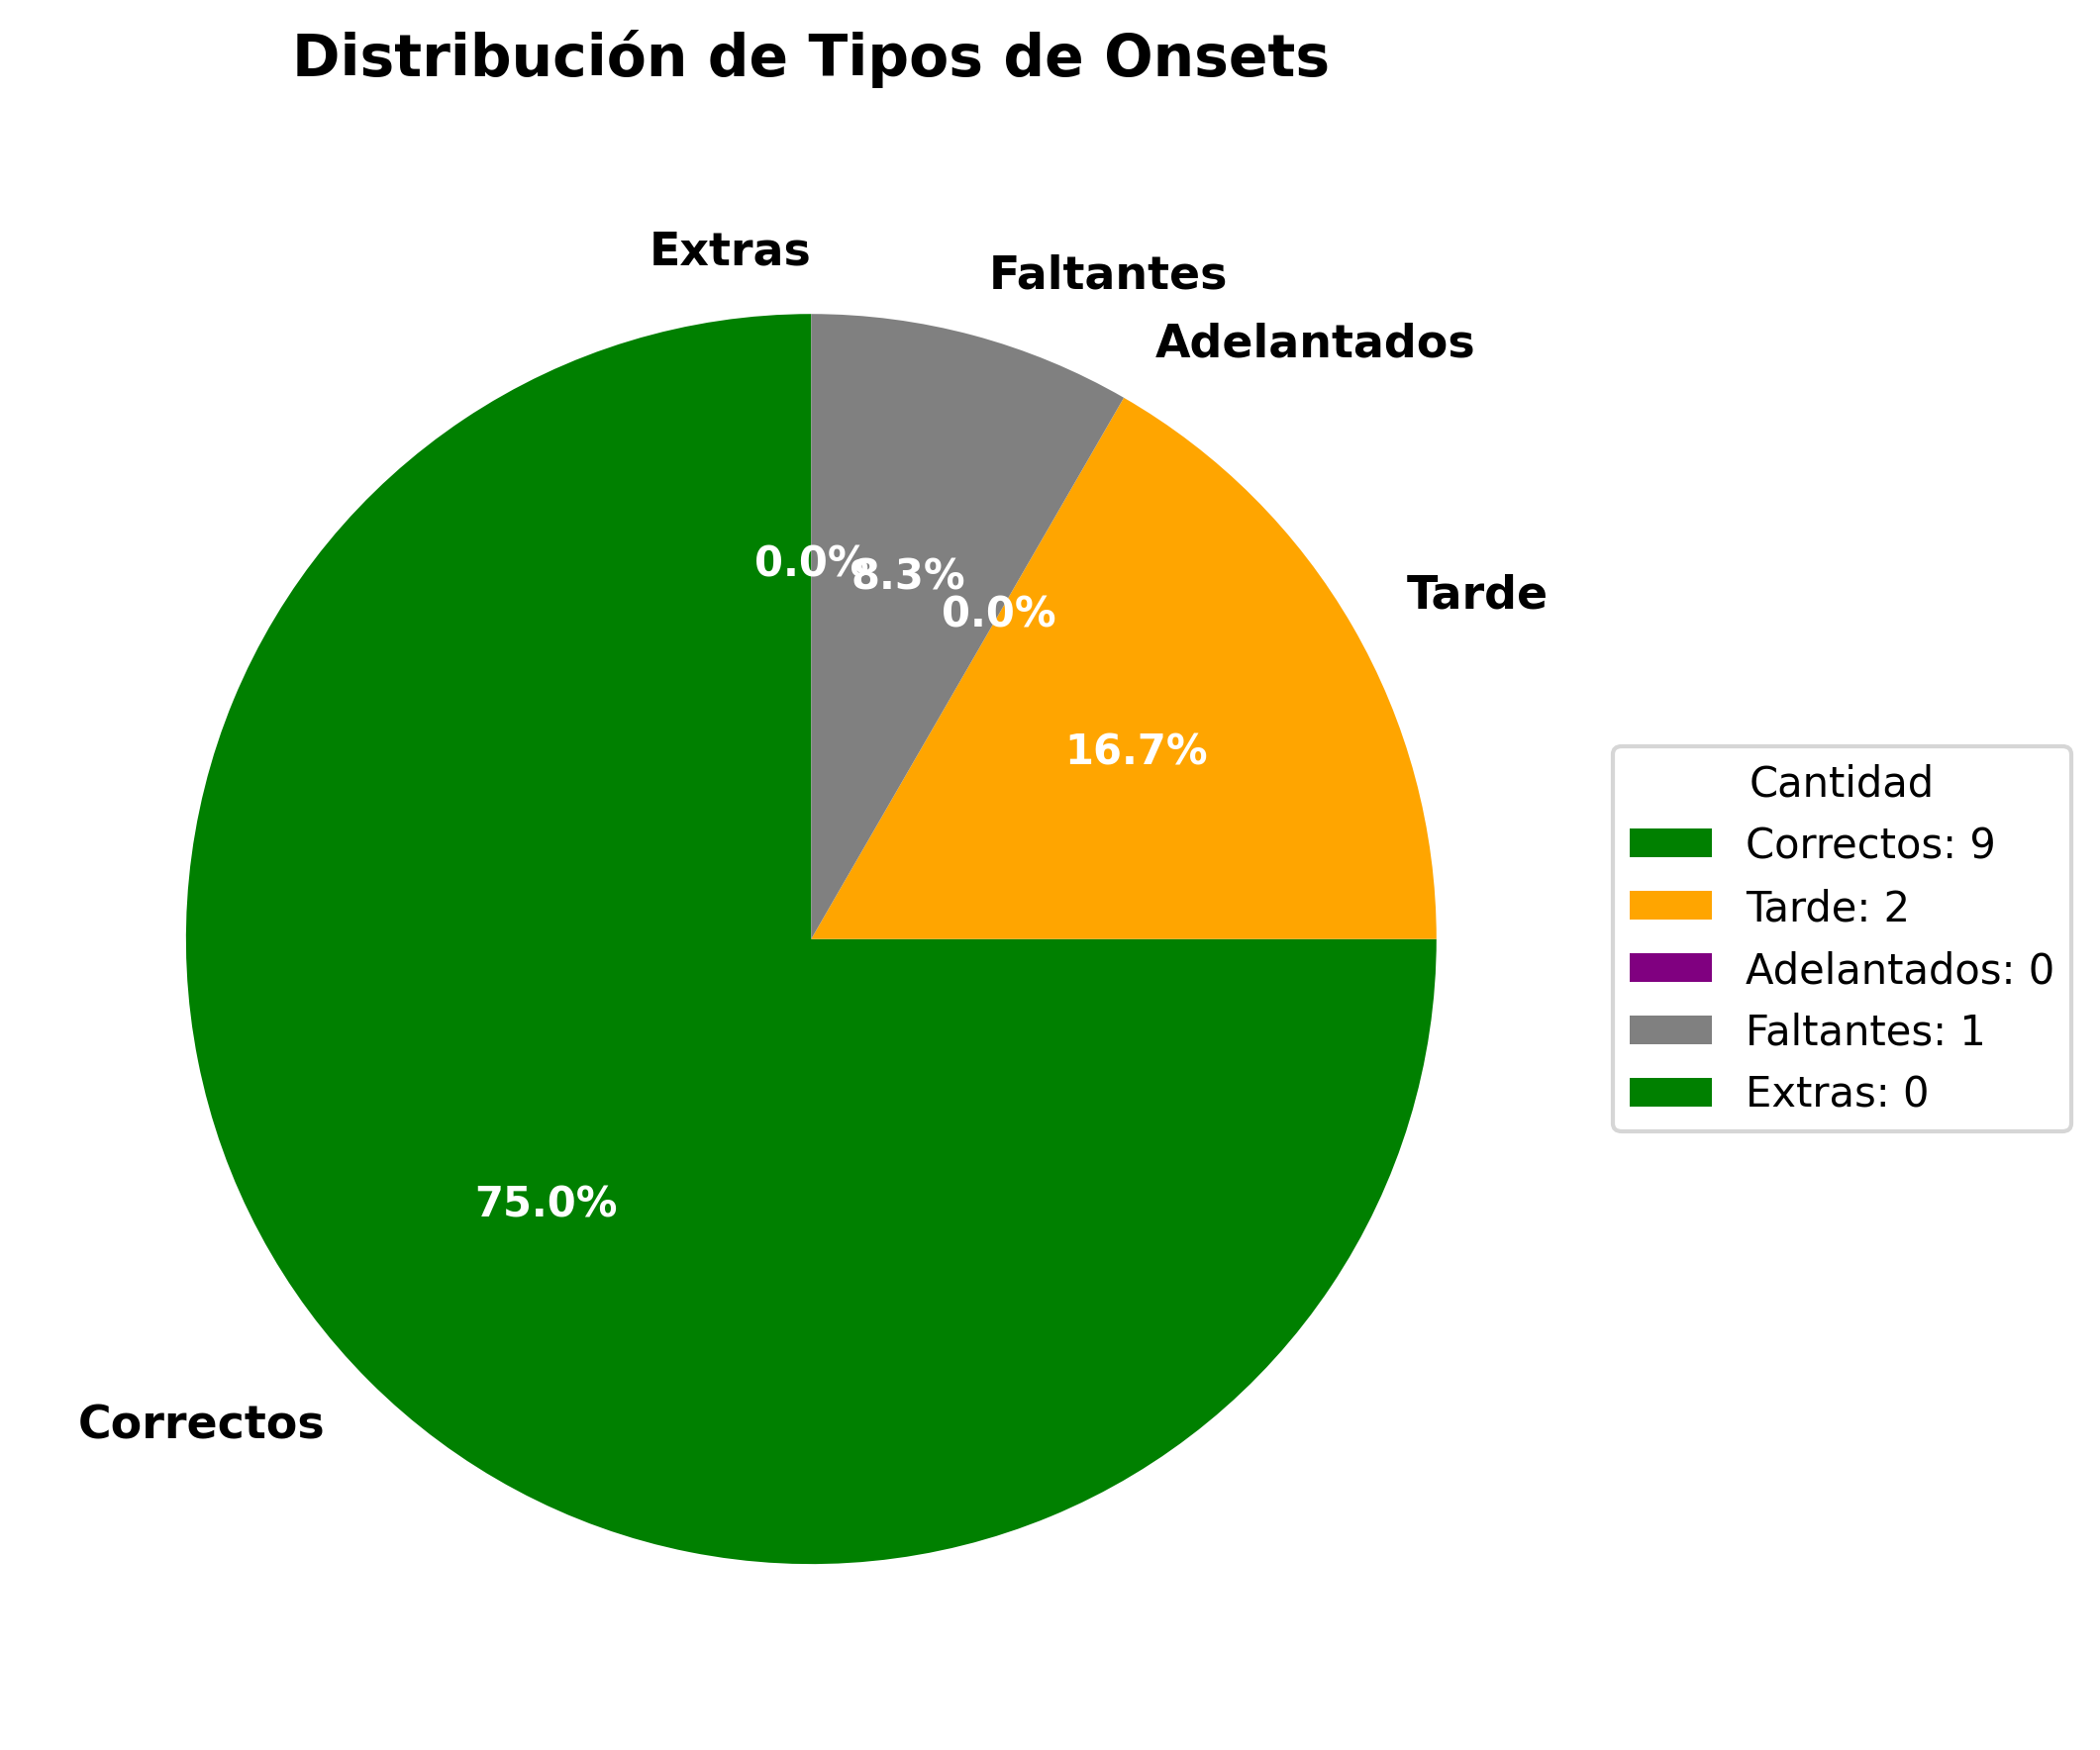 Distribución de Tipos de Onsets
Extras
Faltantes
Adelantados
Tarde
0.0%
8.3%
0.0%
16.7%
75.0%
Correctos
Cantidad
Correctos: 9
Tarde: 2
Adelantados: 0
Faltantes: 1
Extras: 0